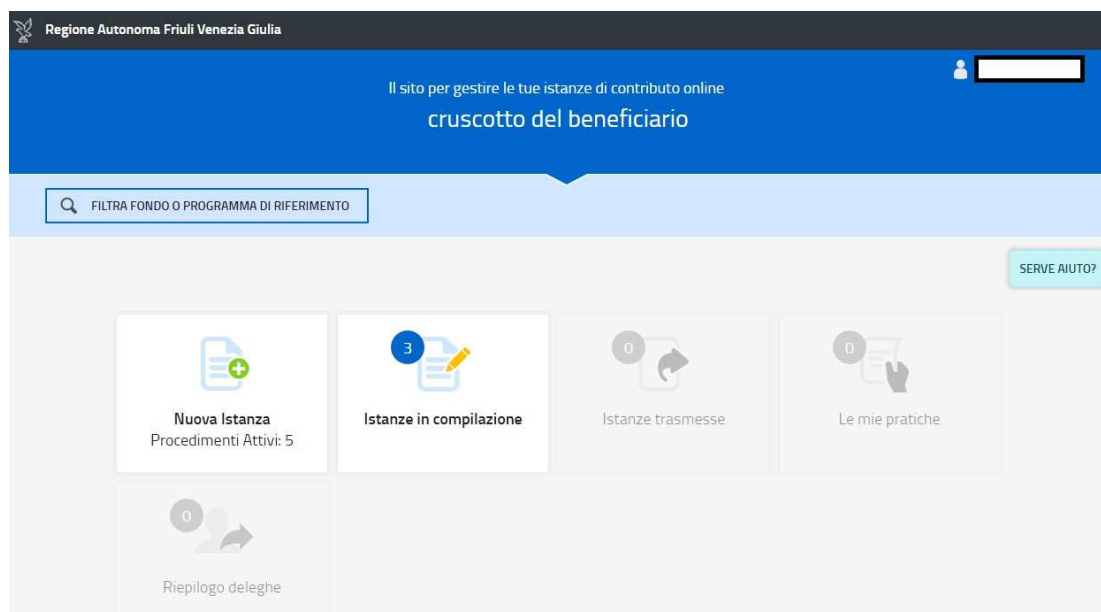 Regione Autonoma Friuli Venezia Giulia
Il sito per gestire le tue istanze di contributo online
cruscotto del beneficiario
FILTRA FONDO O PROGRAMMA DI RIFERIMENTO
SERVE AIUTO?
Nuova Istanza
Procedimenti Attivi: 5
3
Istanze in compilazione
0
Istanze trasmesse
0
Le mie pratiche
0
Riepilogo deleghe